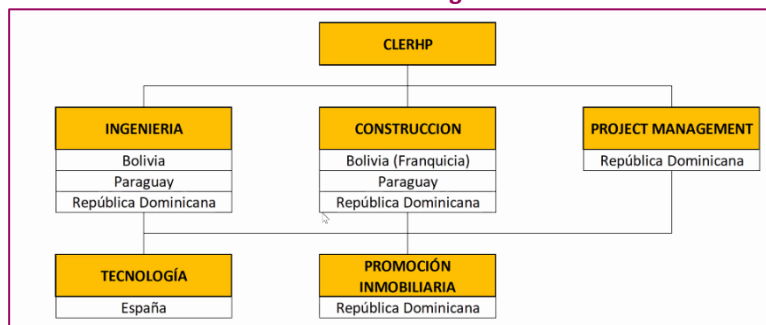 CLERHP
INGENIERIA
Bolivia
Paraguay
República Dominicana
CONSTRUCCION
Bolivia (Franquicia)
Paraguay
República Dominicana
PROJECT MANAGEMENT
República Dominicana
TECNOLOGÍA
España
PROMOCIÓN
INMOBILIARIA
República Dominicana